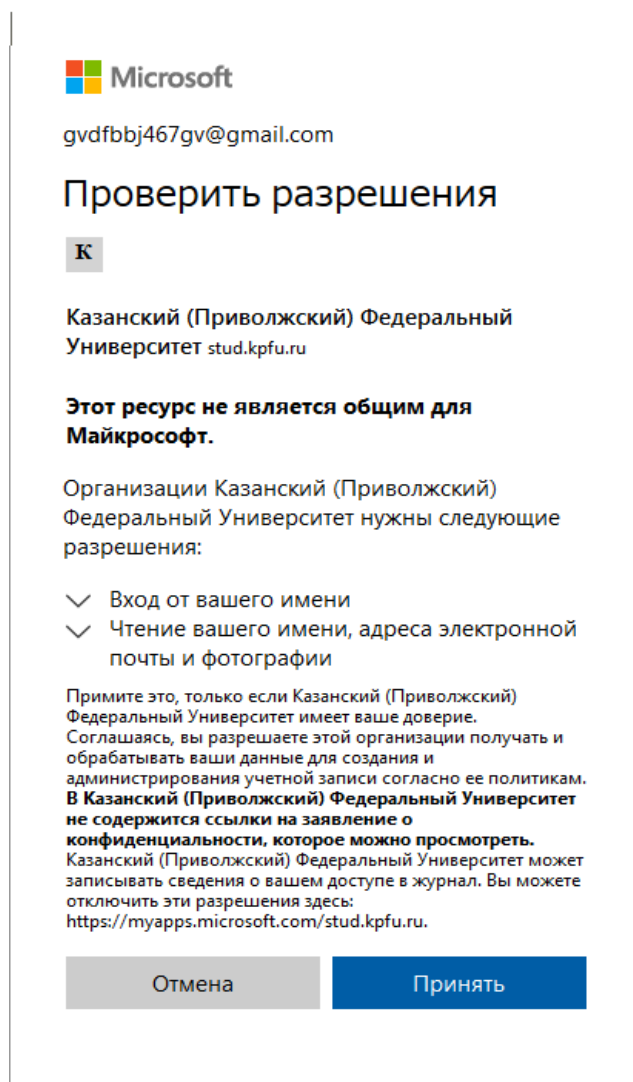 Microsoft
gvdfbbj467gv@gmail.com
Проверить разрешения
К
Казанский (Приволжский) Федеральный
Университет stud.kpfu.ru
Этот ресурс не является общим для
Майкрософт.
Организации Казанский (Приволжский)
Федеральный Университет нужны следующие
разрешения:
Вход от вашего имени
Чтение вашего имени, адреса электронной
почты и фотографии
Примите это, только если Казанский (Приволжский)
Федеральный Университет имеет ваше доверие.
Соглашаясь, вы разрешаете этой организации получать и
обрабатывать ваши данные для создания и
администрирования учетной записи согласно ее политикам.
В Казанский (Приволжский) Федеральный Университет
не содержится ссылки на заявление о
конфиденциальности, которое можно просмотреть.
Казанский (Приволжский) Федеральный Университет может
записывать сведения о вашем доступе в журнал. Вы можете
отключить эти разрешения здесь:
https://myapps.microsoft.com/stud.kpfu.ru.
Отмена
Принять